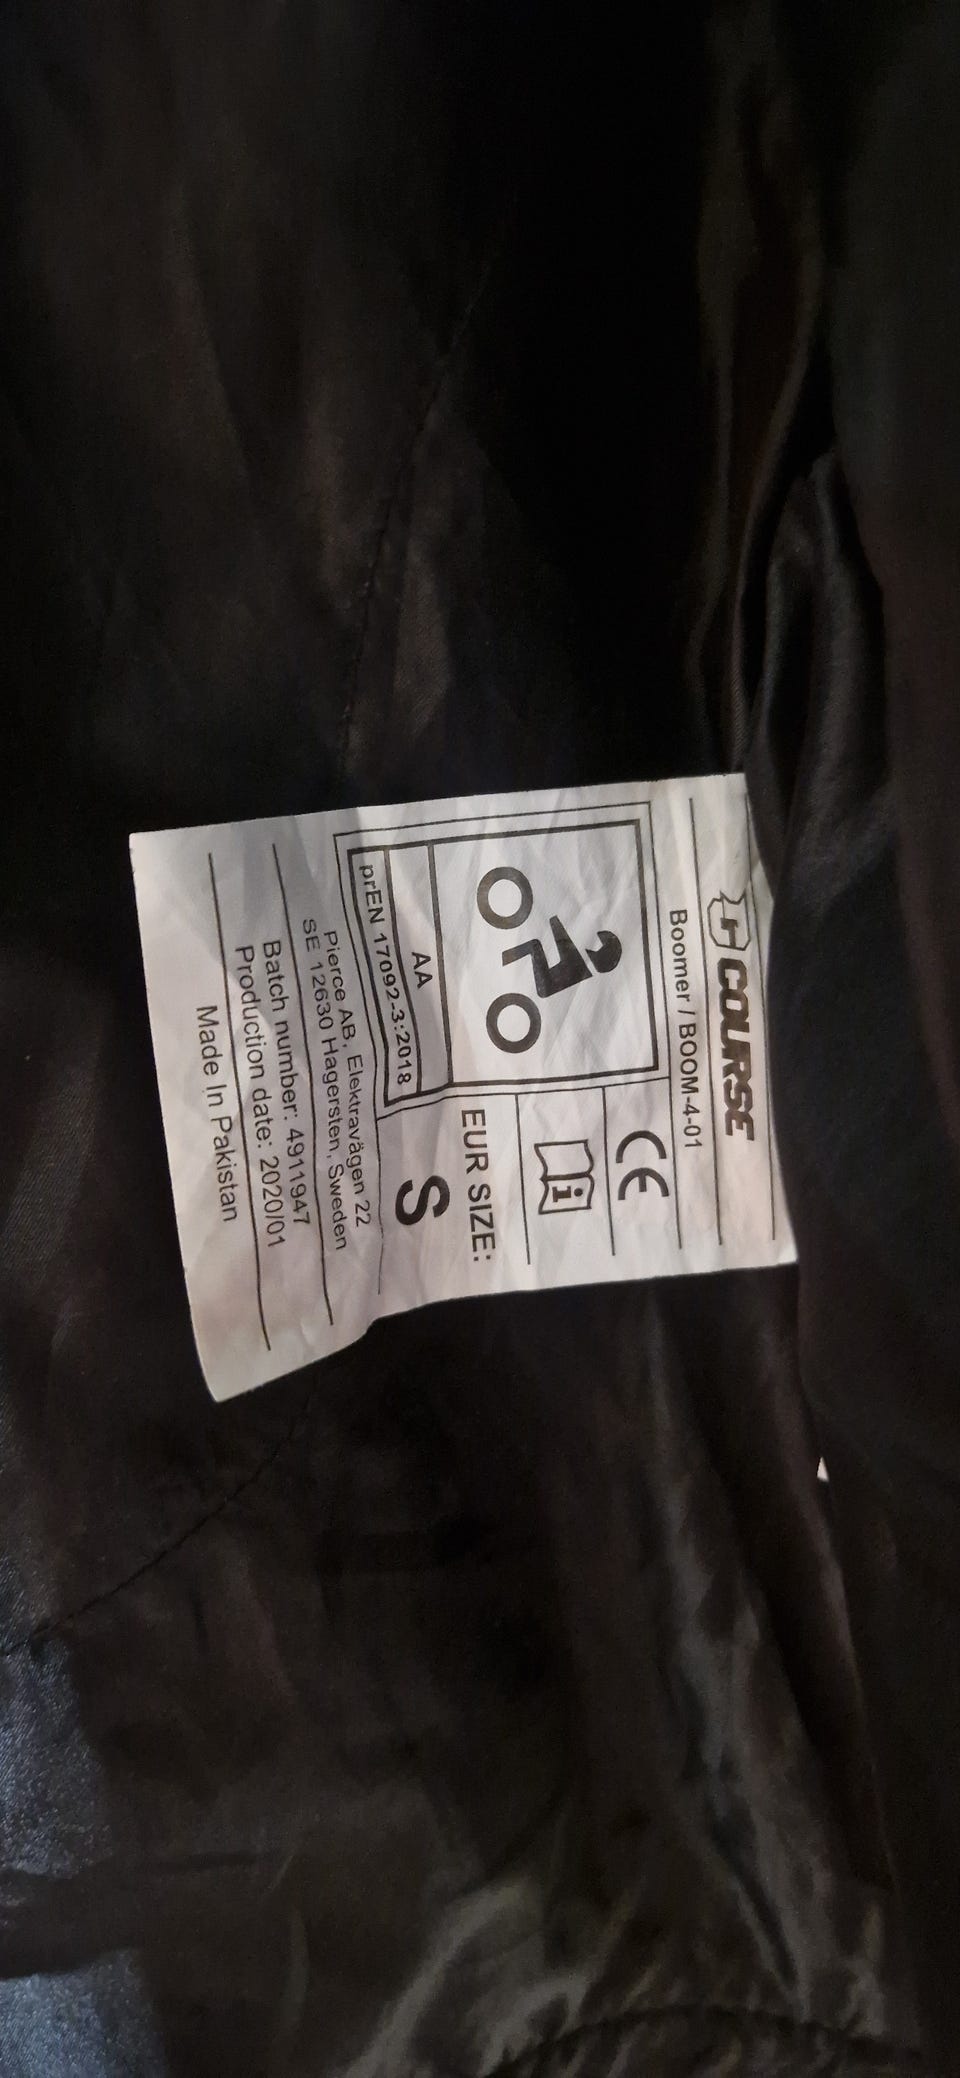 COURSE
Boomer / BOOM-4-01
CE
i
EUR SIZE:
S
AA
prEN 17092-3:2018
Pierce AB, Elektravägen 22
SE 12630 Hagersten, Sweden
Batch number: 4911947
Production date: 2020/01
Made In Pakistan